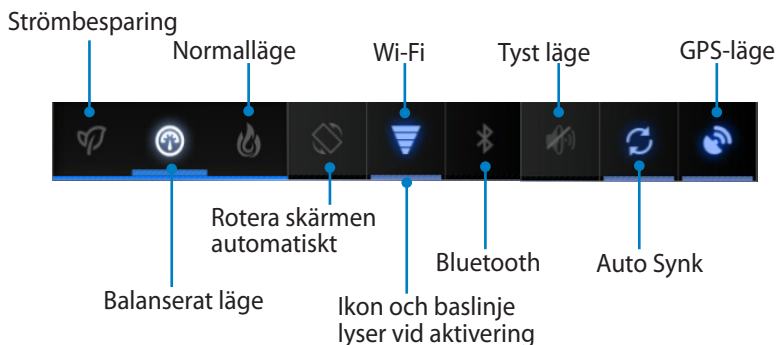 Strömbesparing
Normalläge
Wi-Fi
Tyst läge
GPS-läge
Rotera skärmen
automatiskt
Bluetooth
Auto Synk
Balanserat läge
Ikon och baslinje
lyser vid aktivering